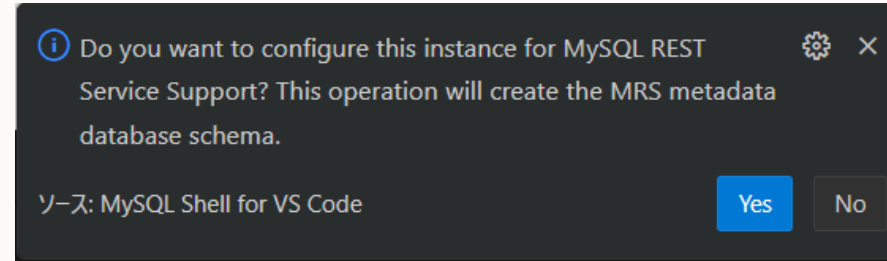 Do you want to configure this instance for MySQL REST
Service Support? This operation will create the MRS metadata
database schema.
ソース: MySQL Shell for VS Code
Yes
No